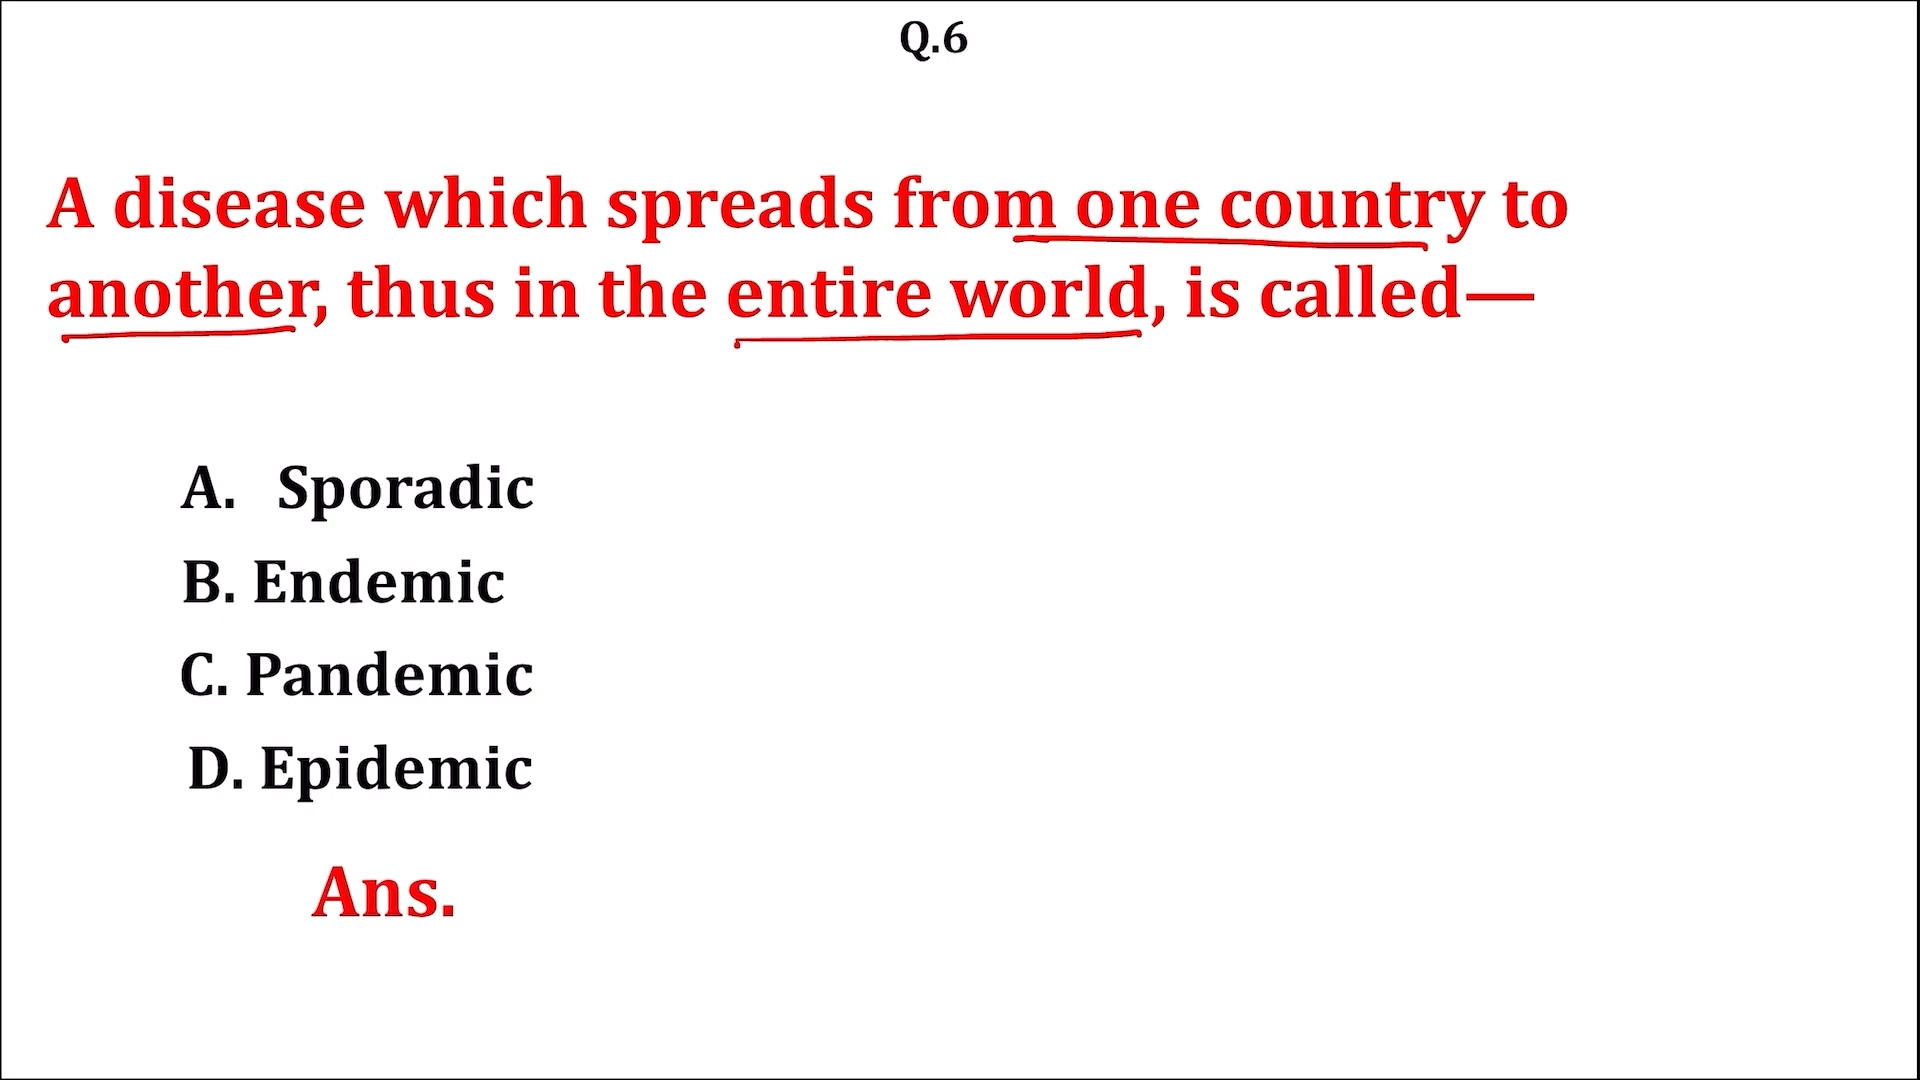 Q.6
A disease which spreads from one country to
another, thus in the entire world, is called—
A. Sporadic
B. Endemic
C. Pandemic
D. Epidemic
Ans.